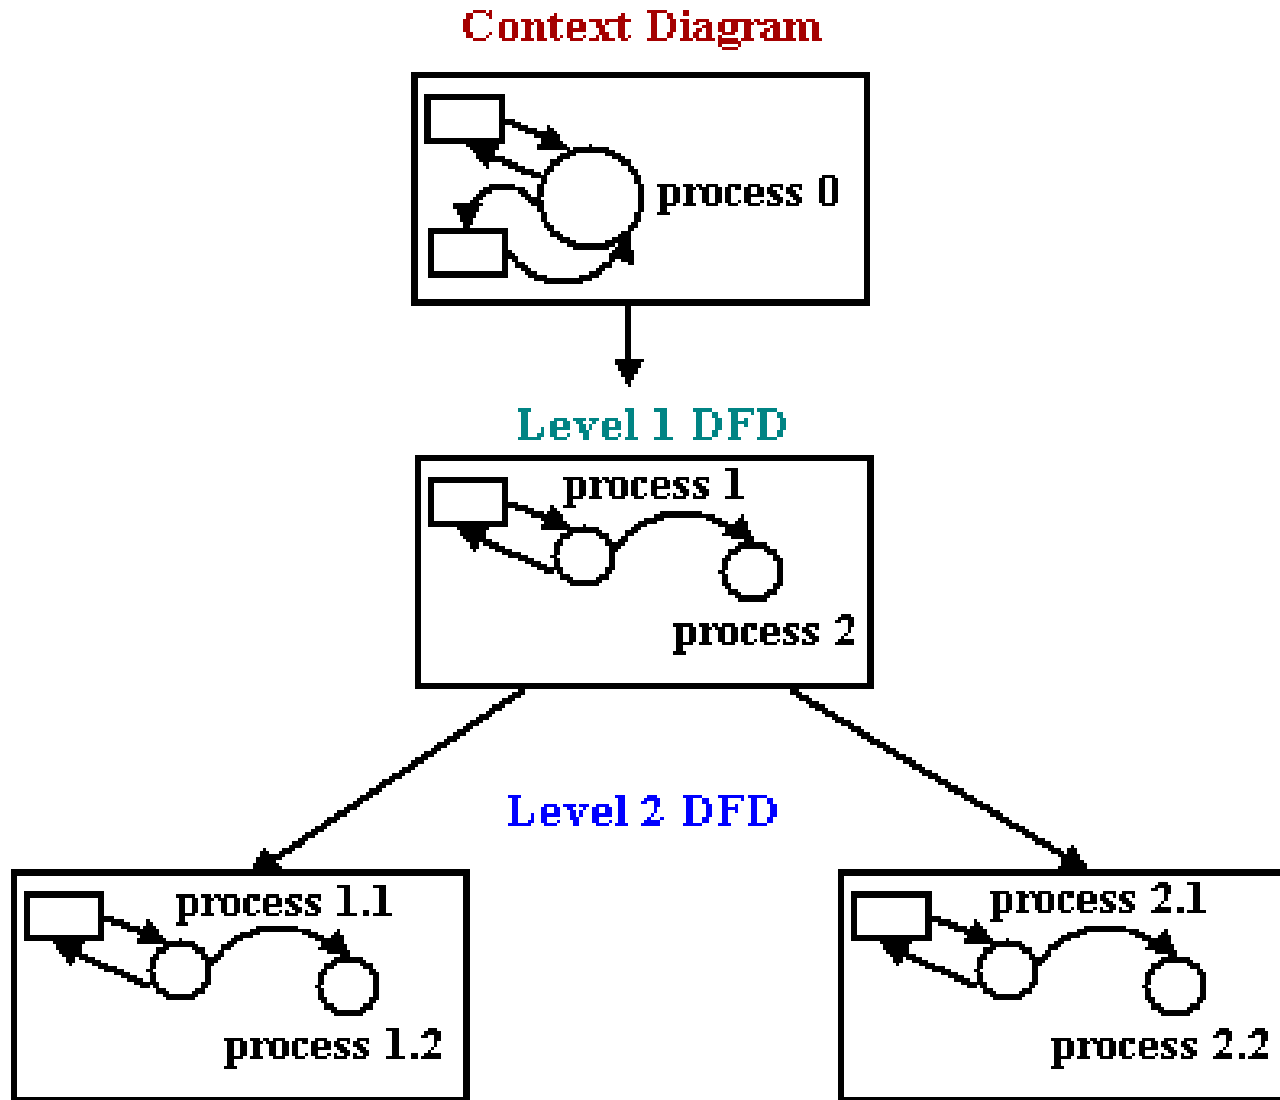 Context Diagram
process 0
Level 1 DFD
process 1
process 2
Level 2 DFD
process 1.1
process 2.1
process 1.2
process 2.2